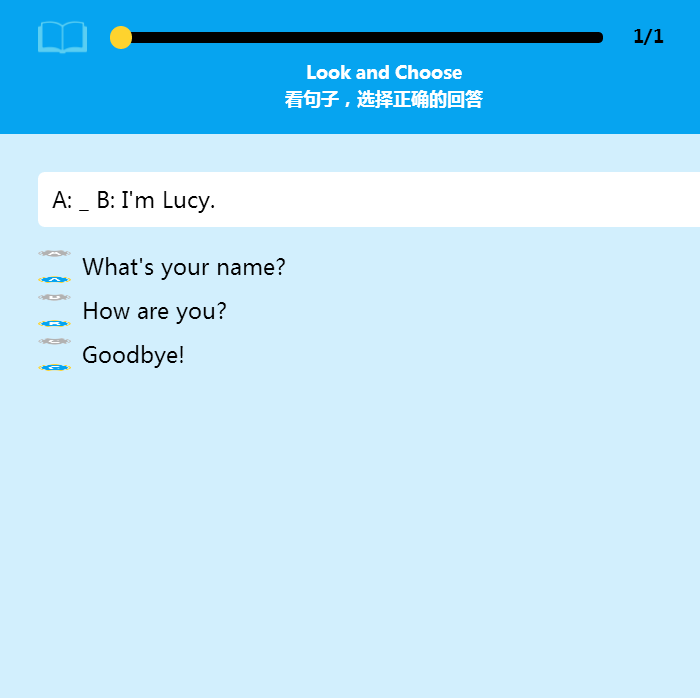 1/1
Look and Choose
看句子，选择正确的回答
A: _ B: I'm Lucy.
What's your name?
How are you?
Goodbye!